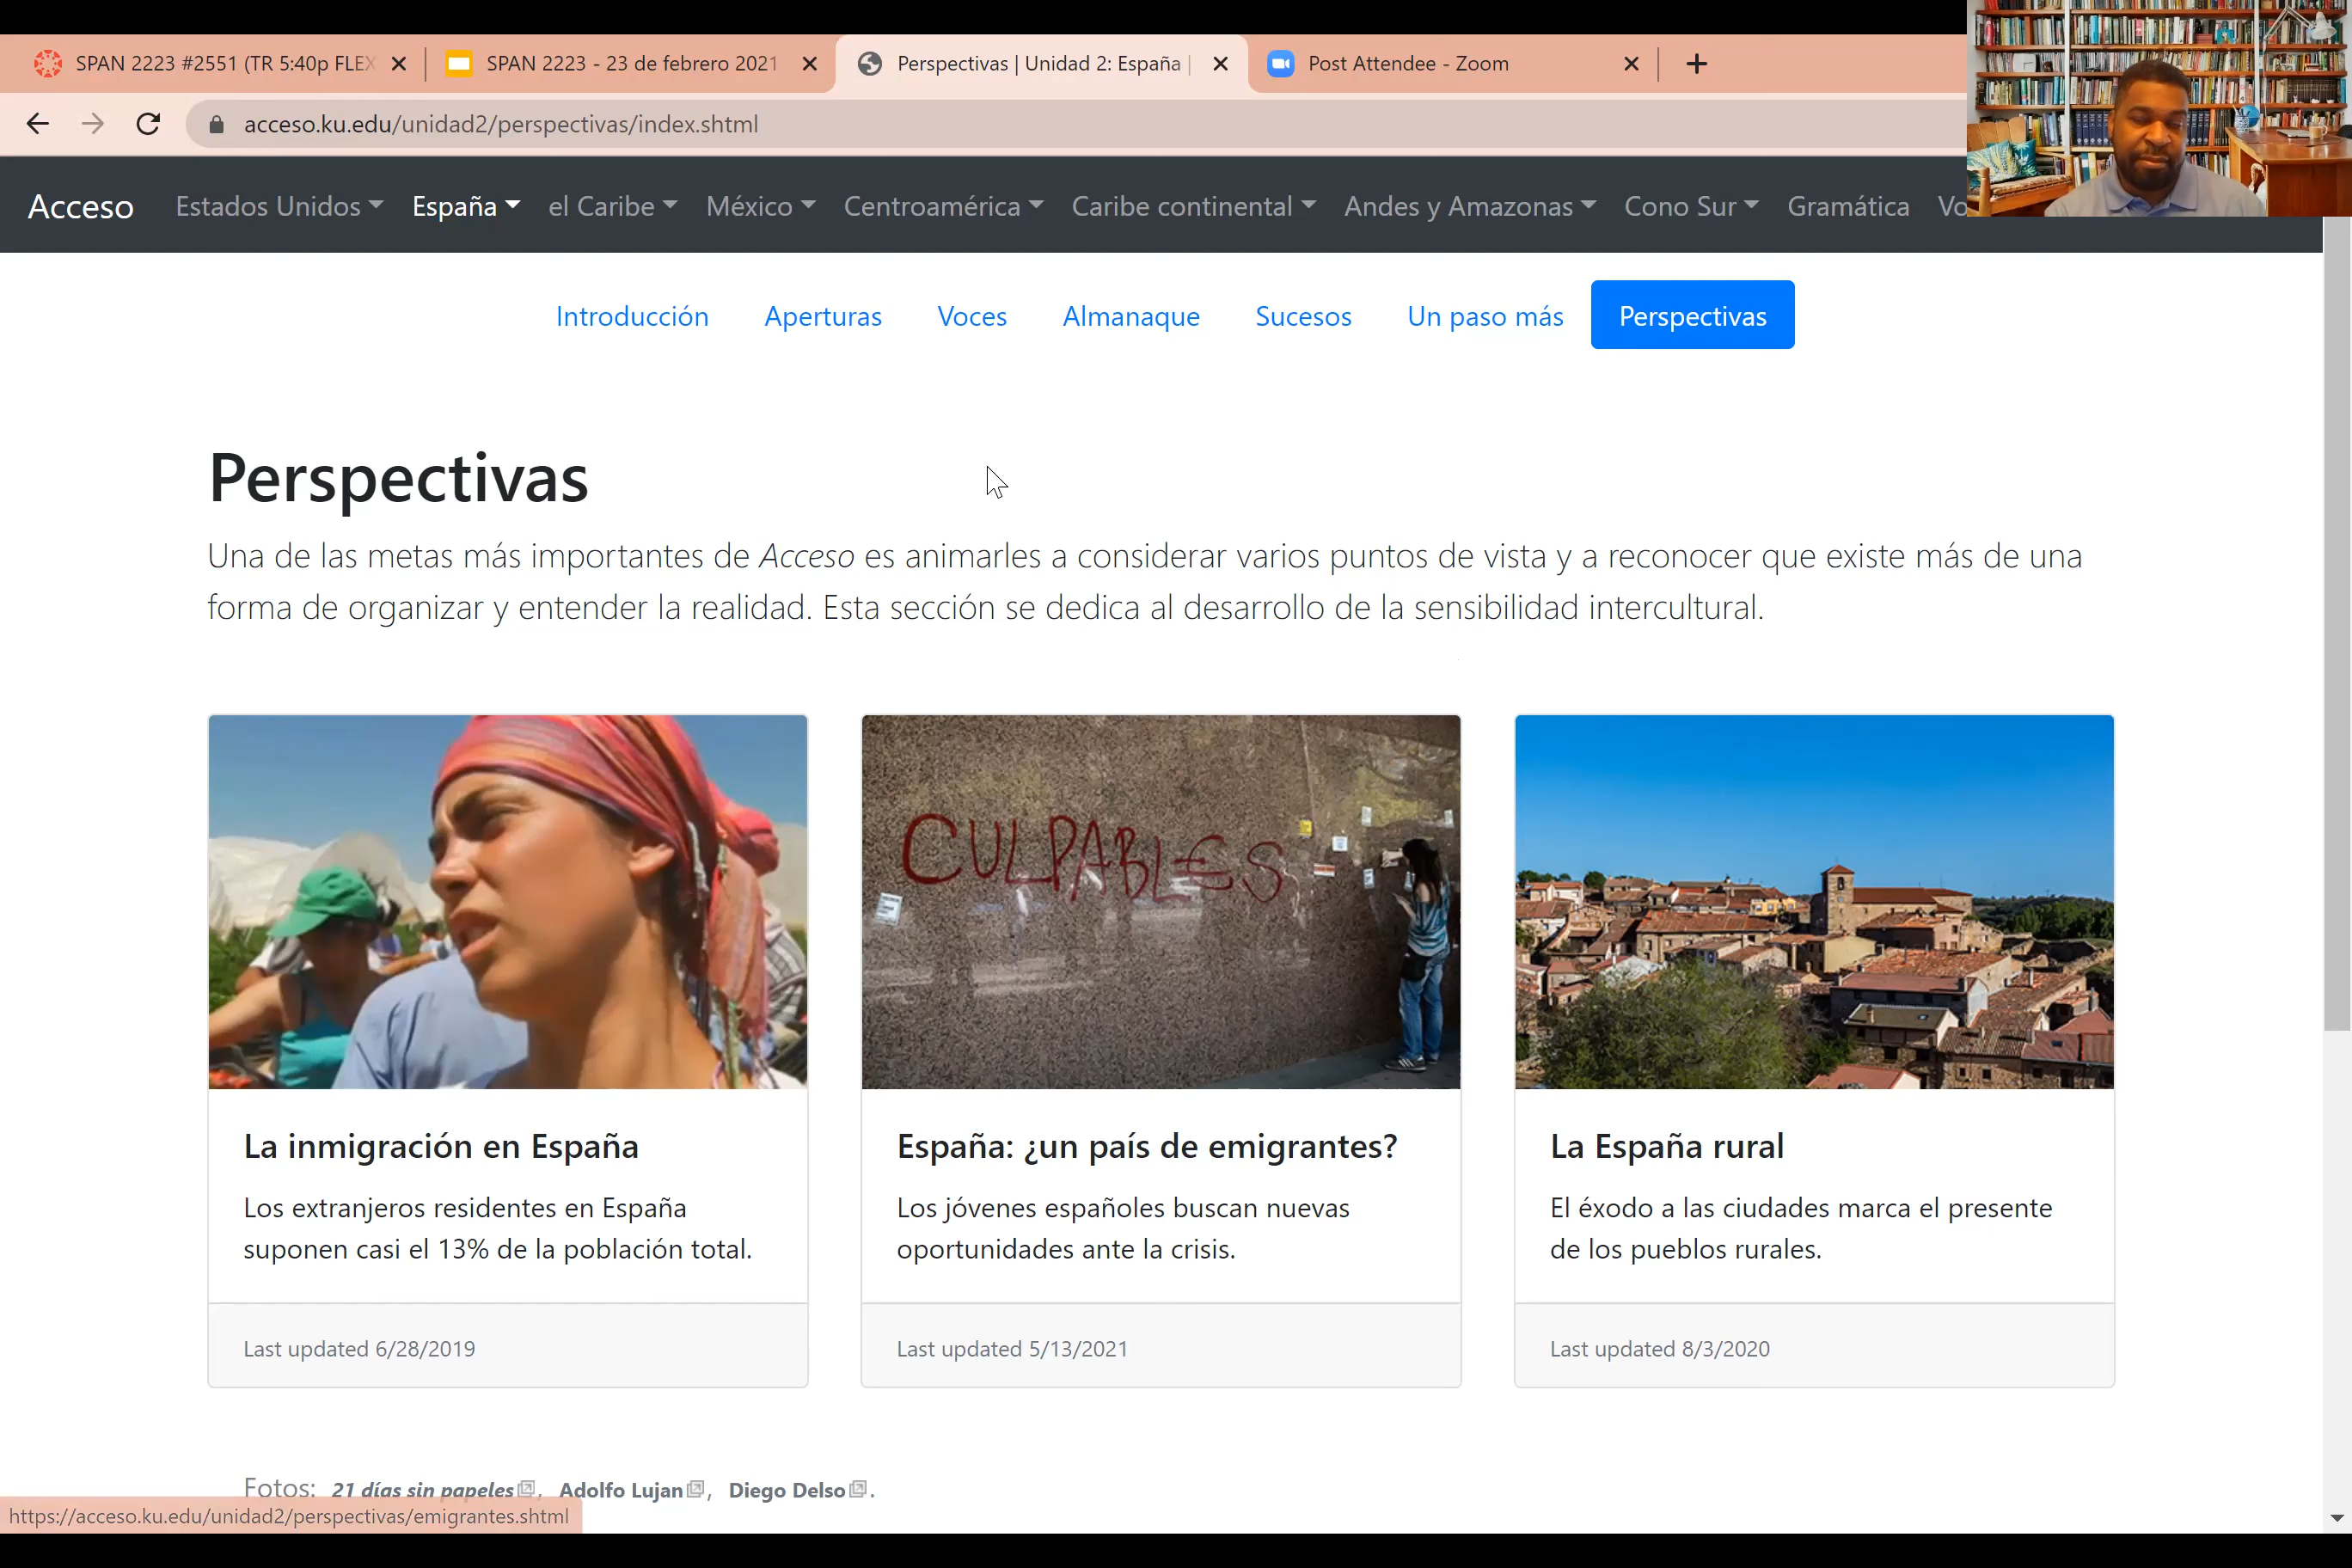 SPAN 2223 #2551 (TR 5:40p FLEX
SPAN 2223 - 23 de febrero 2021
Perspectivas | Unidad 2: España |
Post Attendee - Zoom
acceso.ku.edu/unidad2/perspectivas/index.shtml
Acceso Estados Unidos España el Caribe México Centroamérica Caribe continental Andes y Amazonas Cono Sur Gramática Vo
Introducción Aperturas Voces Almanaque Sucesos Un paso más Perspectivas
Perspectivas
Una de las metas más importantes de Acceso es animarles a considerar varios puntos de vista y a reconocer que existe más de una
forma de organizar y entender la realidad. Esta sección se dedica al desarrollo de la sensibilidad intercultural.
CULPABL€S
La inmigración en España
Los extranjeros residentes en España
suponen casi el 13% de la población total.
Last updated 6/28/2019
España: ¿un país de emigrantes?
Los jóvenes españoles buscan nuevas
oportunidades ante la crisis.
Last updated 5/13/2021
La España rural
El éxodo a las ciudades marca el presente
de los pueblos rurales.
Last updated 8/3/2020
Fotos: 21 días sin papeles, Adolfo Lujan, Diego Delso.
https://acceso.ku.edu/unidad2/perspectivas/emigrantes.shtml